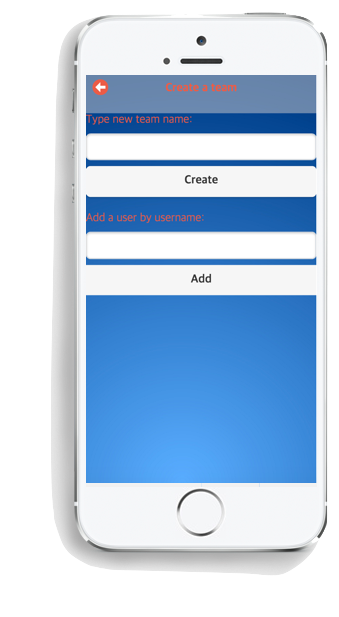 Create a team
Type new team name:
Create
Add a user by username:
Add